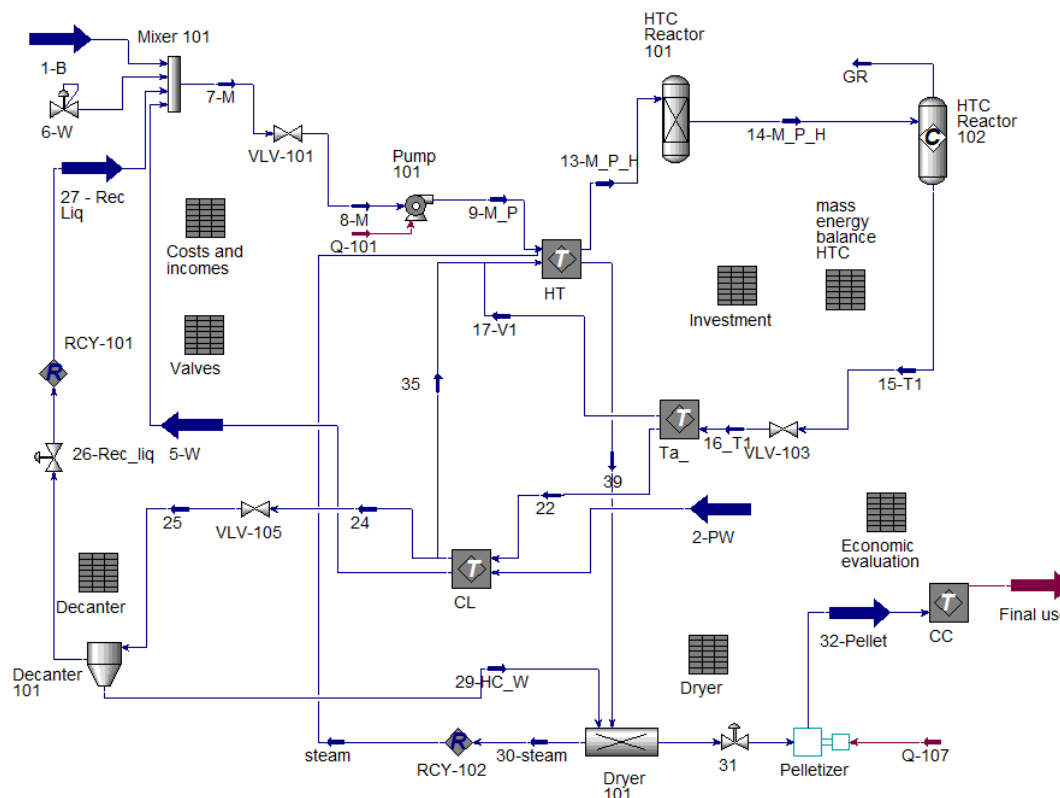 Mixer 101
HTC
Reactor
101
1-B
GR
6-W
7-M
VLV-101
HTC
Reactor
102
14-M_P_H
Pump
101
13-M_P_H
27 - Rec
Liq
8-M
9-M_P
Q-101
Costs and
incomes
T
HT
mass
energy
balance
HTC
C
Investment
17-V1
RCY-101
R
Valves
35
15-T1
T
Ta_
16_T1
VLV-103
26-Rec_liq
5-W
39
22
25
VLV-105
24
2-PW
Economic
evaluation
T
CL
Decanter
T
CC
Final use
32-Pellet
Decanter
101
29-HC_W
Dryer
steam
R
RCY-102
30-steam
Dryer
101
31
Pelletizer
Q-107